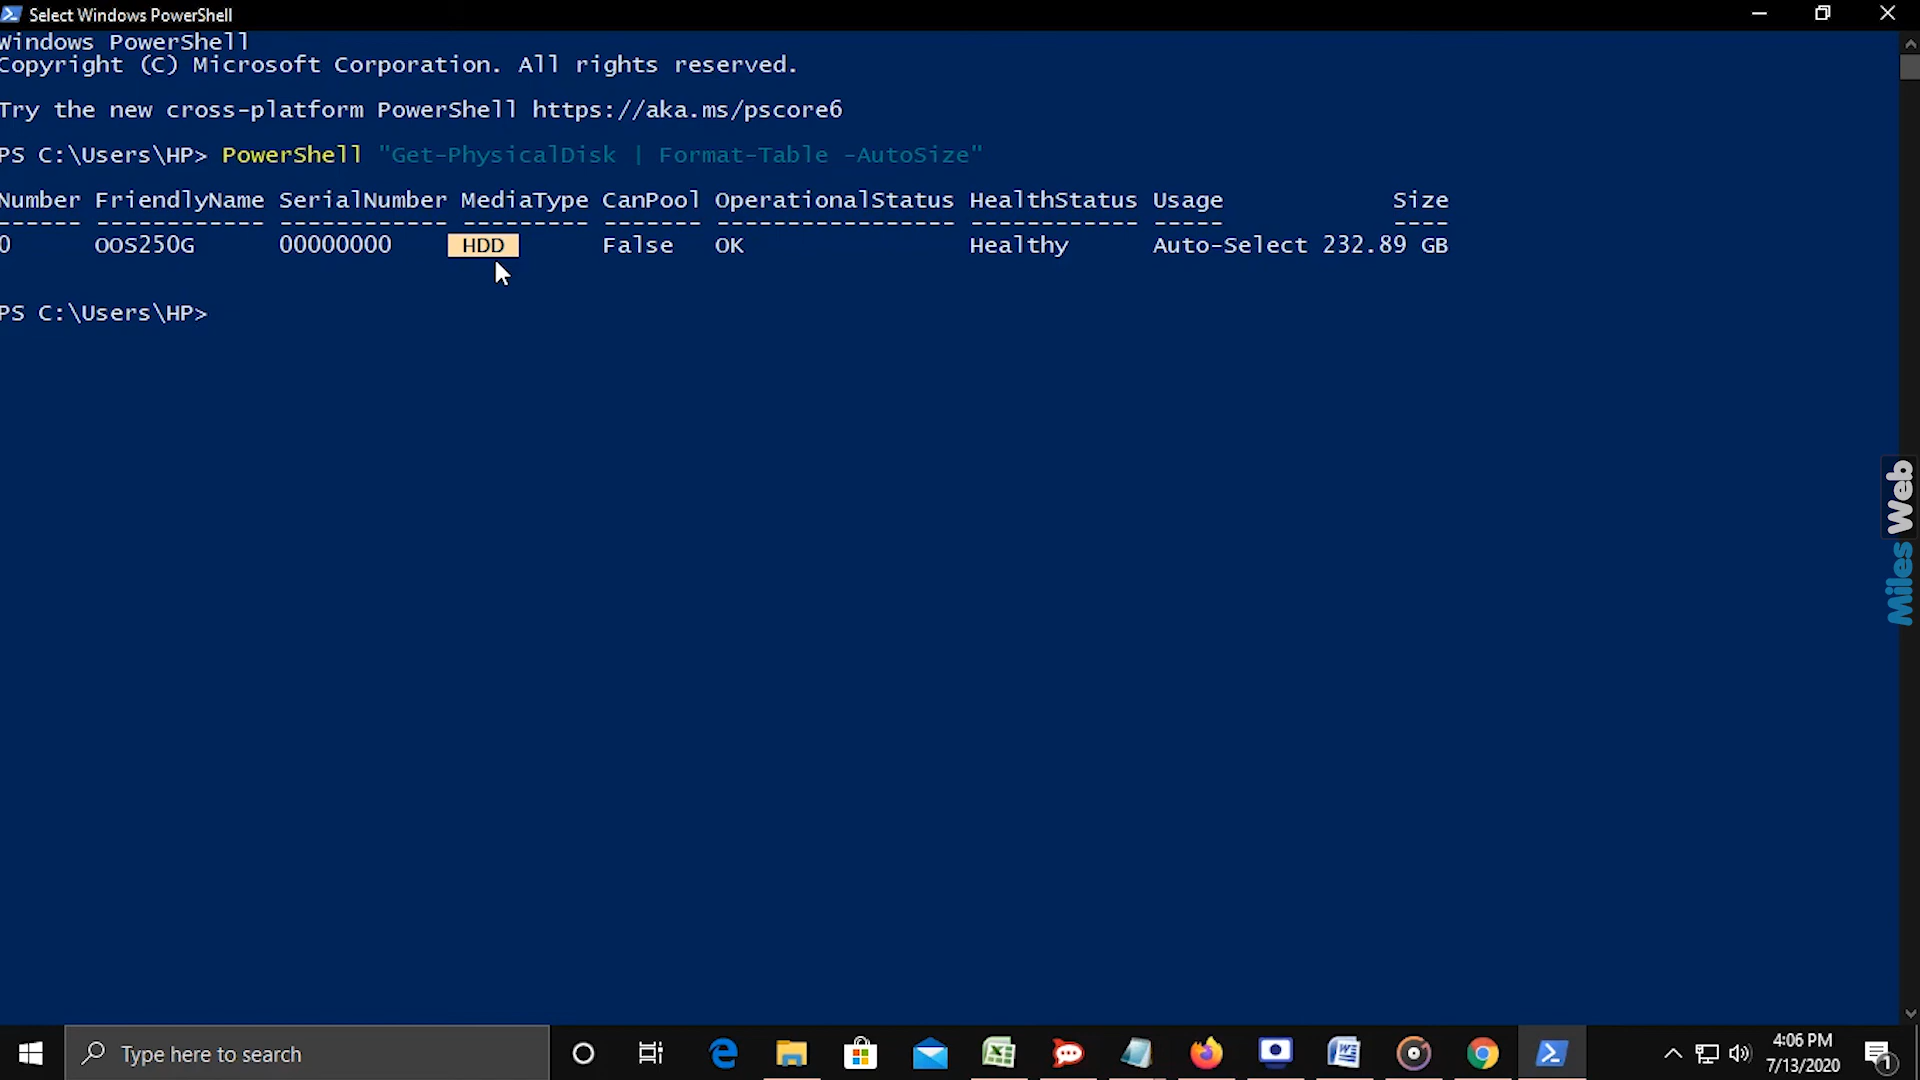 Select Windows PowerShell
Windows PowerShell
Copyright (C) Microsoft Corporation. All rights reserved.
Try the new cross-platform PowerShell https://aka.ms/pscore6
PS C:\Users\HP> PowerShell "Get-PhysicalDisk | Format-Table -AutoSize"
Number FriendlyName SerialNumber MediaType CanPool OperationalStatus HealthStatus Usage Size
------ ------------ ------------ --------- ------- ----------------- ------------ ----- ----
0 OOS250G 00000000 HDD False OK Healthy Auto-Select 232.89 GB
PS C:\Users\HP>
MilesWeb
Type here to search
4:06 PM
7/13/2020
1